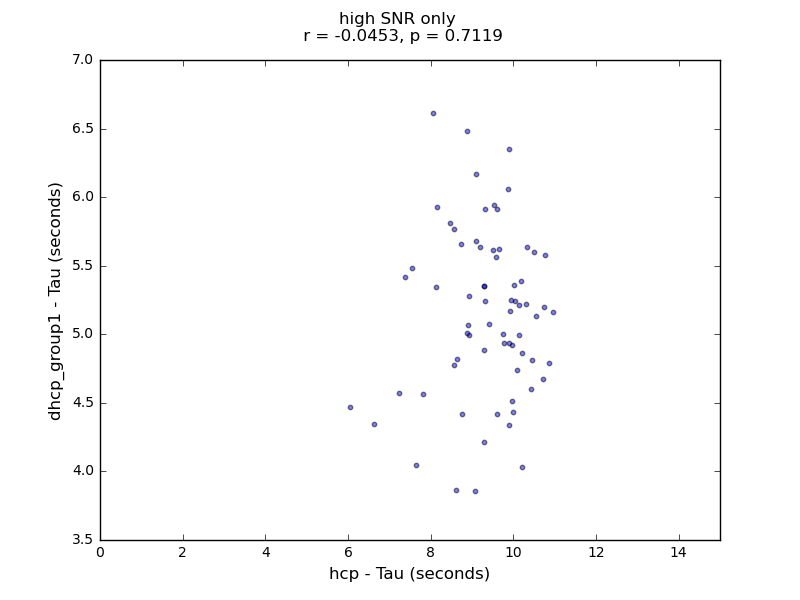 high SNR only
r = -0.0453, p = 0.7119
7.0
6.5
6.0
5.5
5.0
4.5
4.0
3.5
dhcp_group1 - Tau (seconds)
0 2 4 6 8 10 12 14
hcp - Tau (seconds)